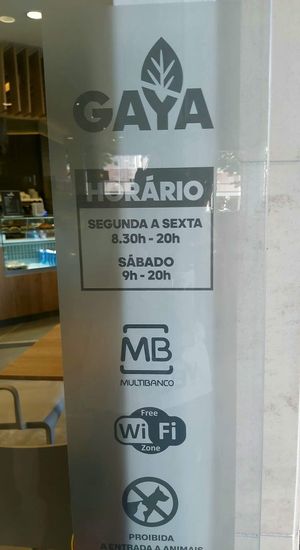 GAYA
HORÁRIO
SEGUNDA A SEXTA
8.30h - 20h
SÁBADO
9h - 20h
MB
MULTIBANCO
Free
Wi Fi
Zone
PROIBIDA
A ENTRADA A ANIMAIS